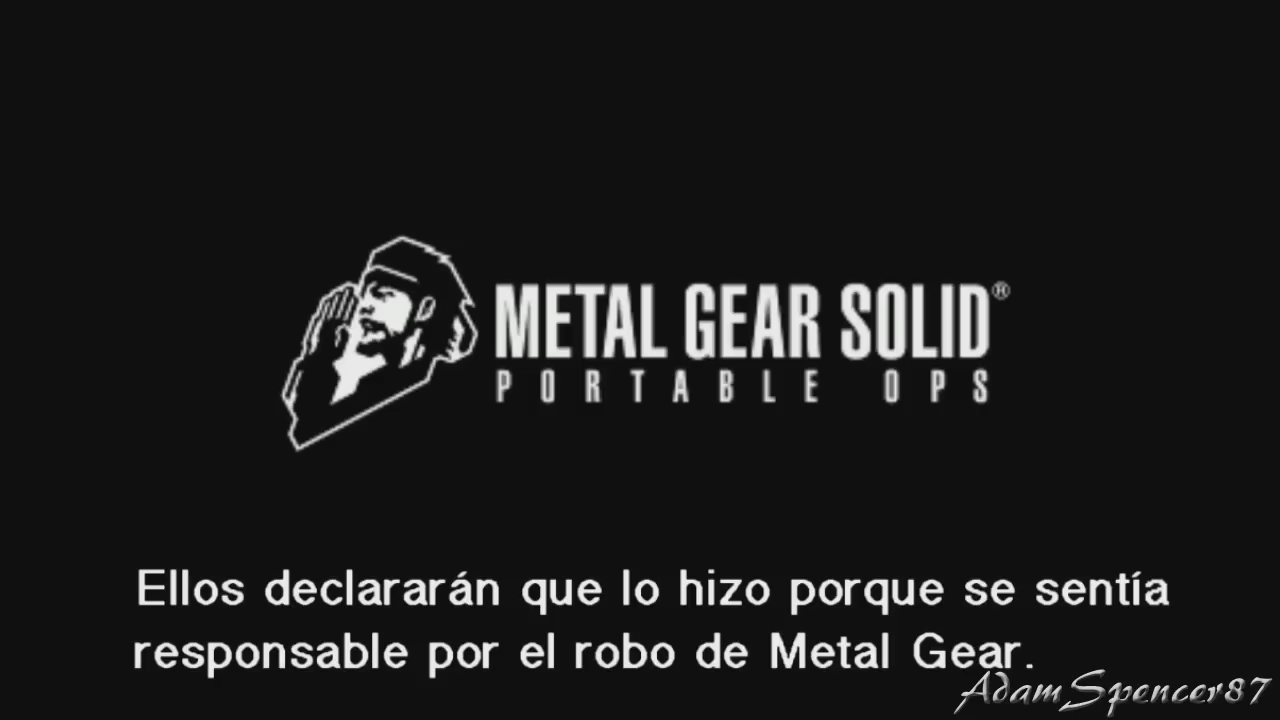 METAL GEAR SOLID®
PORTABLE OPS
Ellos declararán que lo hizo porque se sentía
responsable por el robo de Metal Gear.
AdamSpencer87